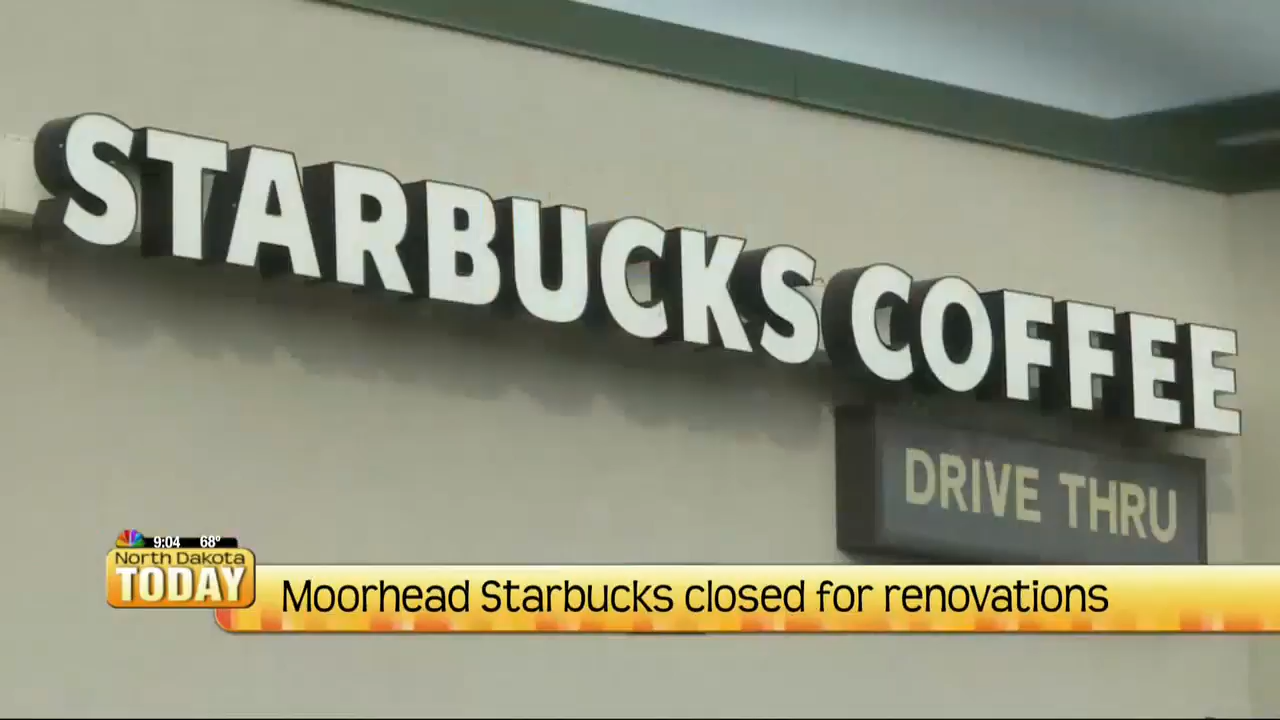 STARBUCKS COFFEE
DRIVE THRU
9:04 68°
North Dakota
TODAY
Moorhead Starbucks closed for renovations